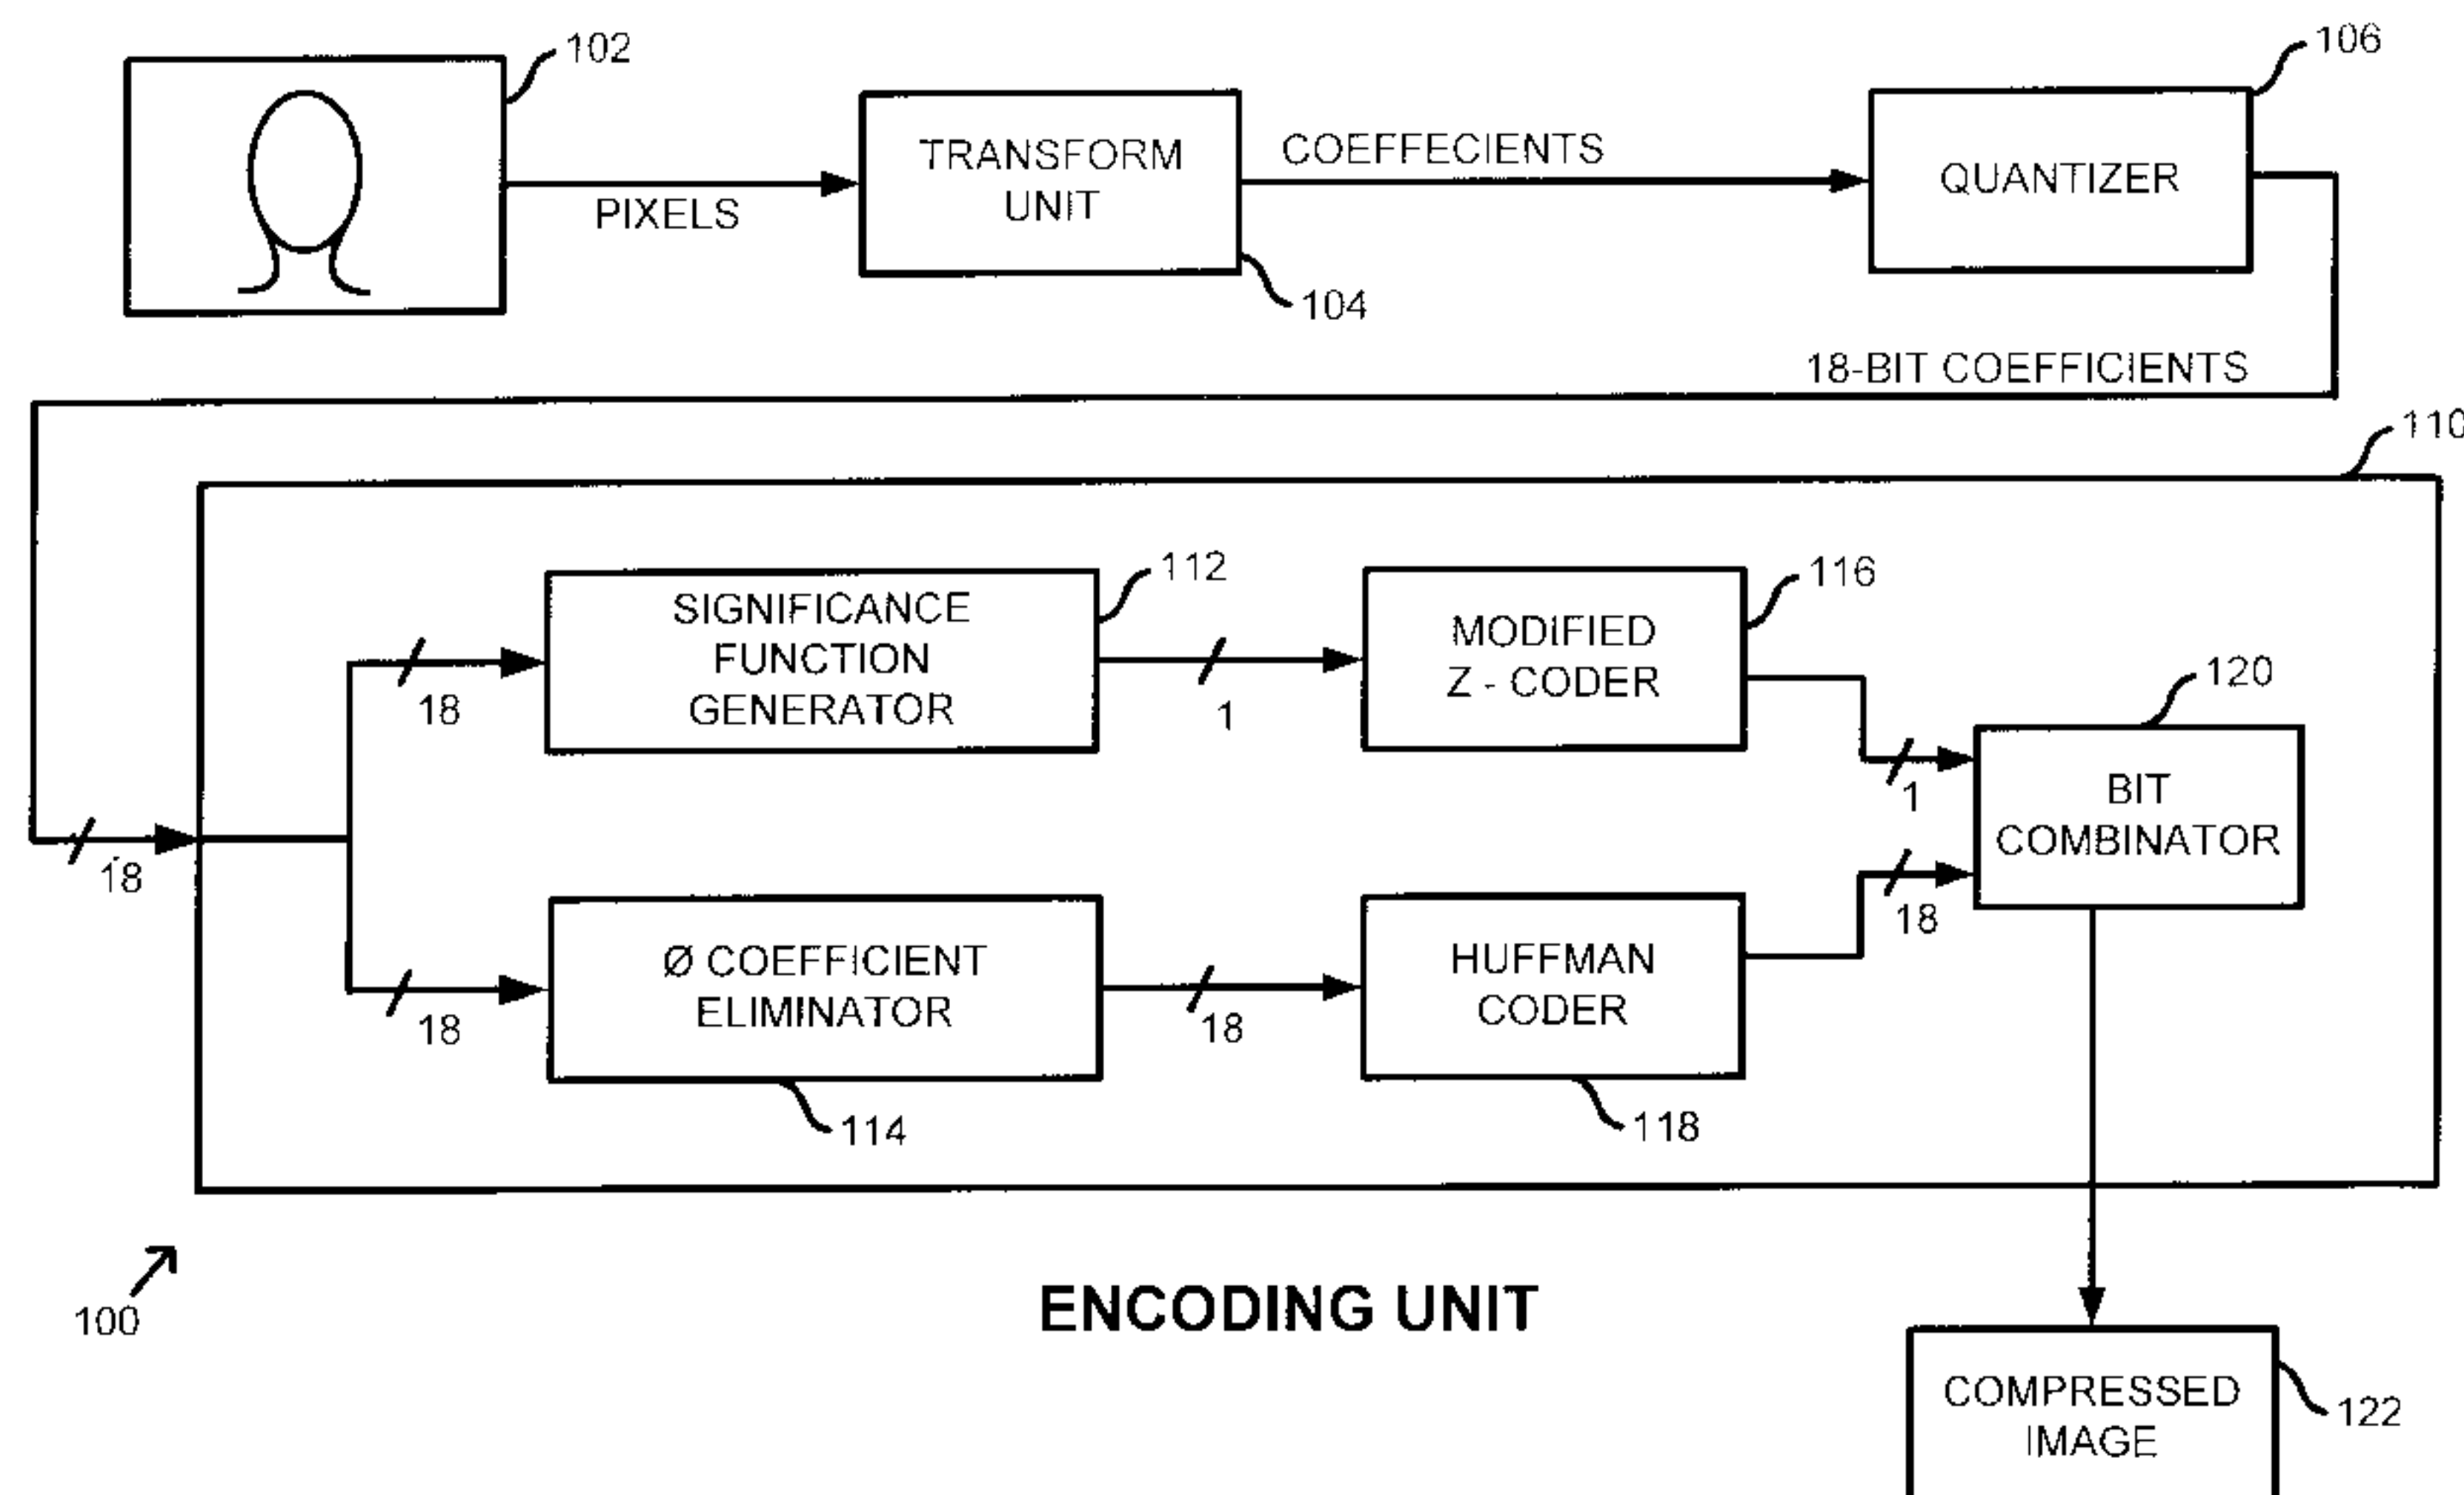 102
106
TRANSFORM
UNIT
COEFFECIENTS
QUANTIZER
PIXELS
104
18-BIT COEFFICIENTS
110
112
116
SIGNIFICANCE
FUNCTION
GENERATOR
18
1
MODIFIED
Z - CODER
120
1
BIT
COMBINATOR
18
18
Ø COEFFICIENT
ELIMINATOR
18
18
HUFFMAN
CODER
114
118
100
ENCODING UNIT
COMPRESSED
IMAGE
122